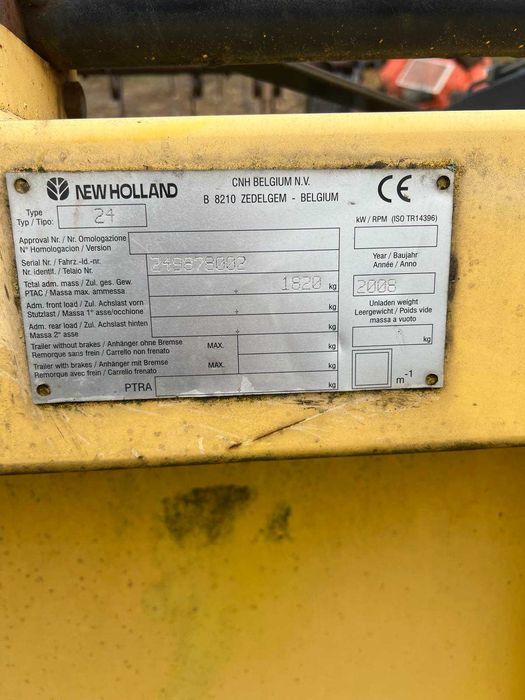 NEW HOLLAND
CNH BELGIUM N.V.
B 8210 ZEDELGEM - BELGIUM
CE
Type
Typ / Tipo:
24
kW / RPM (ISO TR14396)
Approval Nr./ Nr. Omologazione
N° Homologacion / Version
Serial Nr./ Fahrz.-Id.-nr.
Nr. identif. / Telaio Nr.
249878002
Year / Baujahr
Année / Anno
2008
Total adm. mass / Zul. ges. Gew.
PTAC / Massa max. ammessa
÷ 1820 kg
Adm. front load / Zul. Achslast vorn
Stutzlast / Massa 1° asse/occhione
÷ kg
Unladen weight
Leergewicht / Poids vide
massa a vuoto
kg
Adm. rear load / Zul. Achslast hinten
Massa 2° asse
÷ kg
Trailer without brakes / Anhänger ohne Bremse
Remorque sans frein / Carrello non frenato
MAX. kg
Trailer with brakes / Anhänger mit Bremse
Remorque avec frein / Carrello frenato
MAX. kg
PTRA kg
m⁻¹